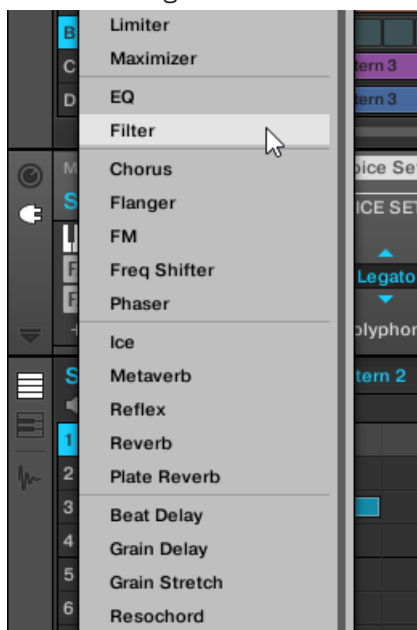 B
Limiter
C
Maximizer
tern 3
D
EQ
tern 3
Filter
M
Chorus
oice Se
S
Flanger
ICE SET
FM
F
Freq Shifter
Legato
F
Phaser
+
Ice
olyphon
S
Metaverb
tern 2
Reflex
1
Reverb
2
Plate Reverb
3
Beat Delay
4
Grain Delay
5
Grain Stretch
6
Resochord